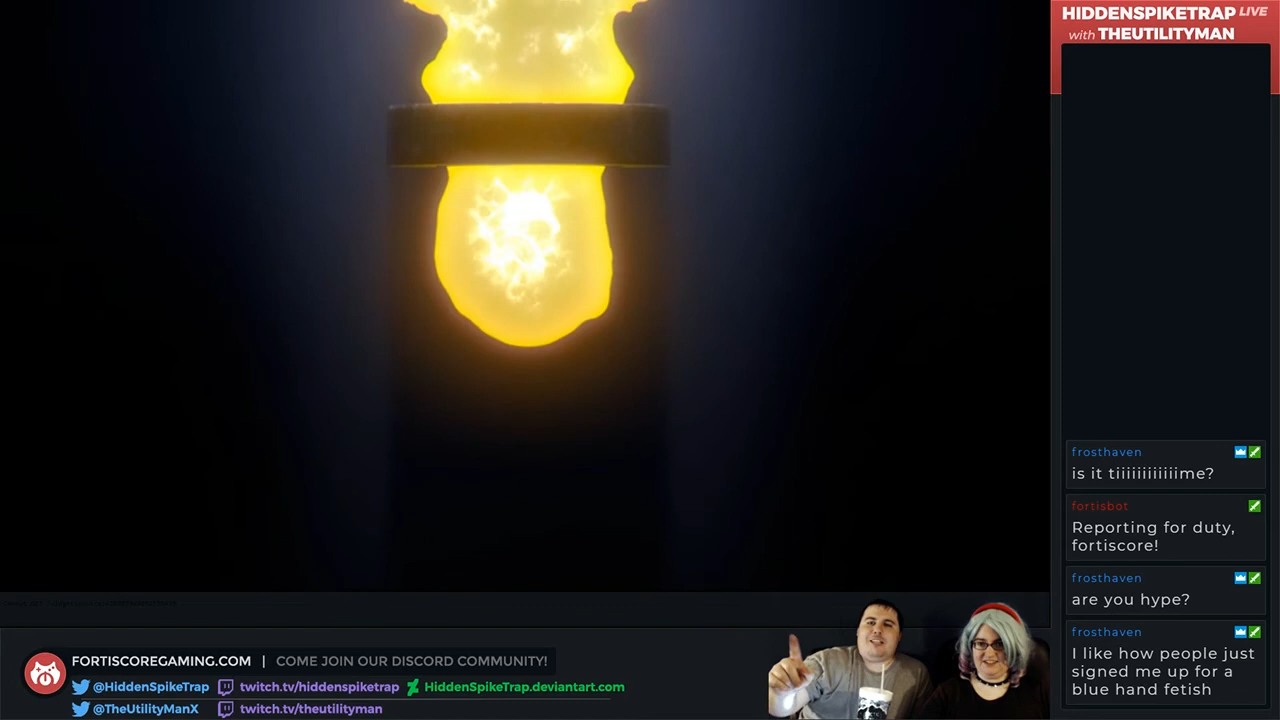 HIDDENSPIKETRAP LIVE
with THEUTILITYMAN
frosthaven
is it tiiiiiiiiiiiime?
fortisbot
Reporting for duty,
fortiscore!
frosthaven
are you hype?
frosthaven
I like how people just
signed me up for a
blue hand fetish
FORTISCOREGAMING.COM | COME JOIN OUR DISCORD COMMUNITY!
@HiddenSpikeTrap twitch.tv/hiddenspiketrap HiddenSpikeTrap.deviantart.com
@TheUtilityManX twitch.tv/theutilityman